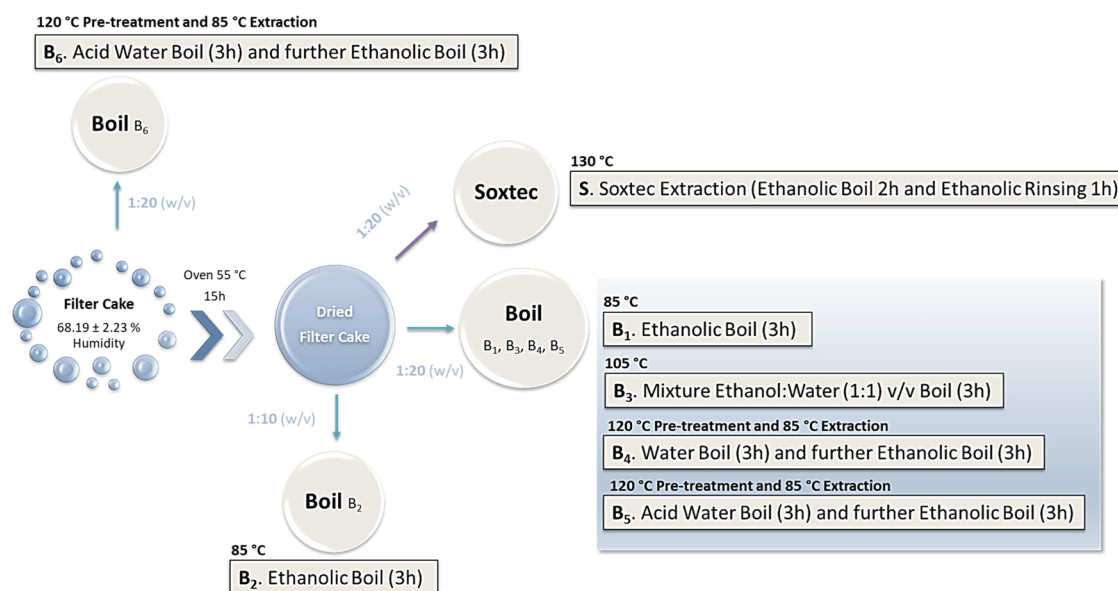 120 °C Pre-treatment and 85 °C Extraction
B₆. Acid Water Boil (3h) and further Ethanolic Boil (3h)
Boil B₆
1:20 (w/v)
Filter Cake
68.19 ± 2.23 %
Humidity
Oven 55 °C
15h
Dried
Filter Cake
1:20 (w/v)
Soxtec
130 °C
S. Soxtec Extraction (Ethanolic Boil 2h and Ethanolic Rinsing 1h)
1:20 (w/v)
Boil
B₁, B₃, B₄, B₅
85 °C
B₁. Ethanolic Boil (3h)
105 °C
B₃. Mixture Ethanol:Water (1:1) v/v Boil (3h)
120 °C Pre-treatment and 85 °C Extraction
B₄. Water Boil (3h) and further Ethanolic Boil (3h)
120 °C Pre-treatment and 85 °C Extraction
B₅. Acid Water Boil (3h) and further Ethanolic Boil (3h)
1:10 (w/v)
Boil B₂
85 °C
B₂. Ethanolic Boil (3h)